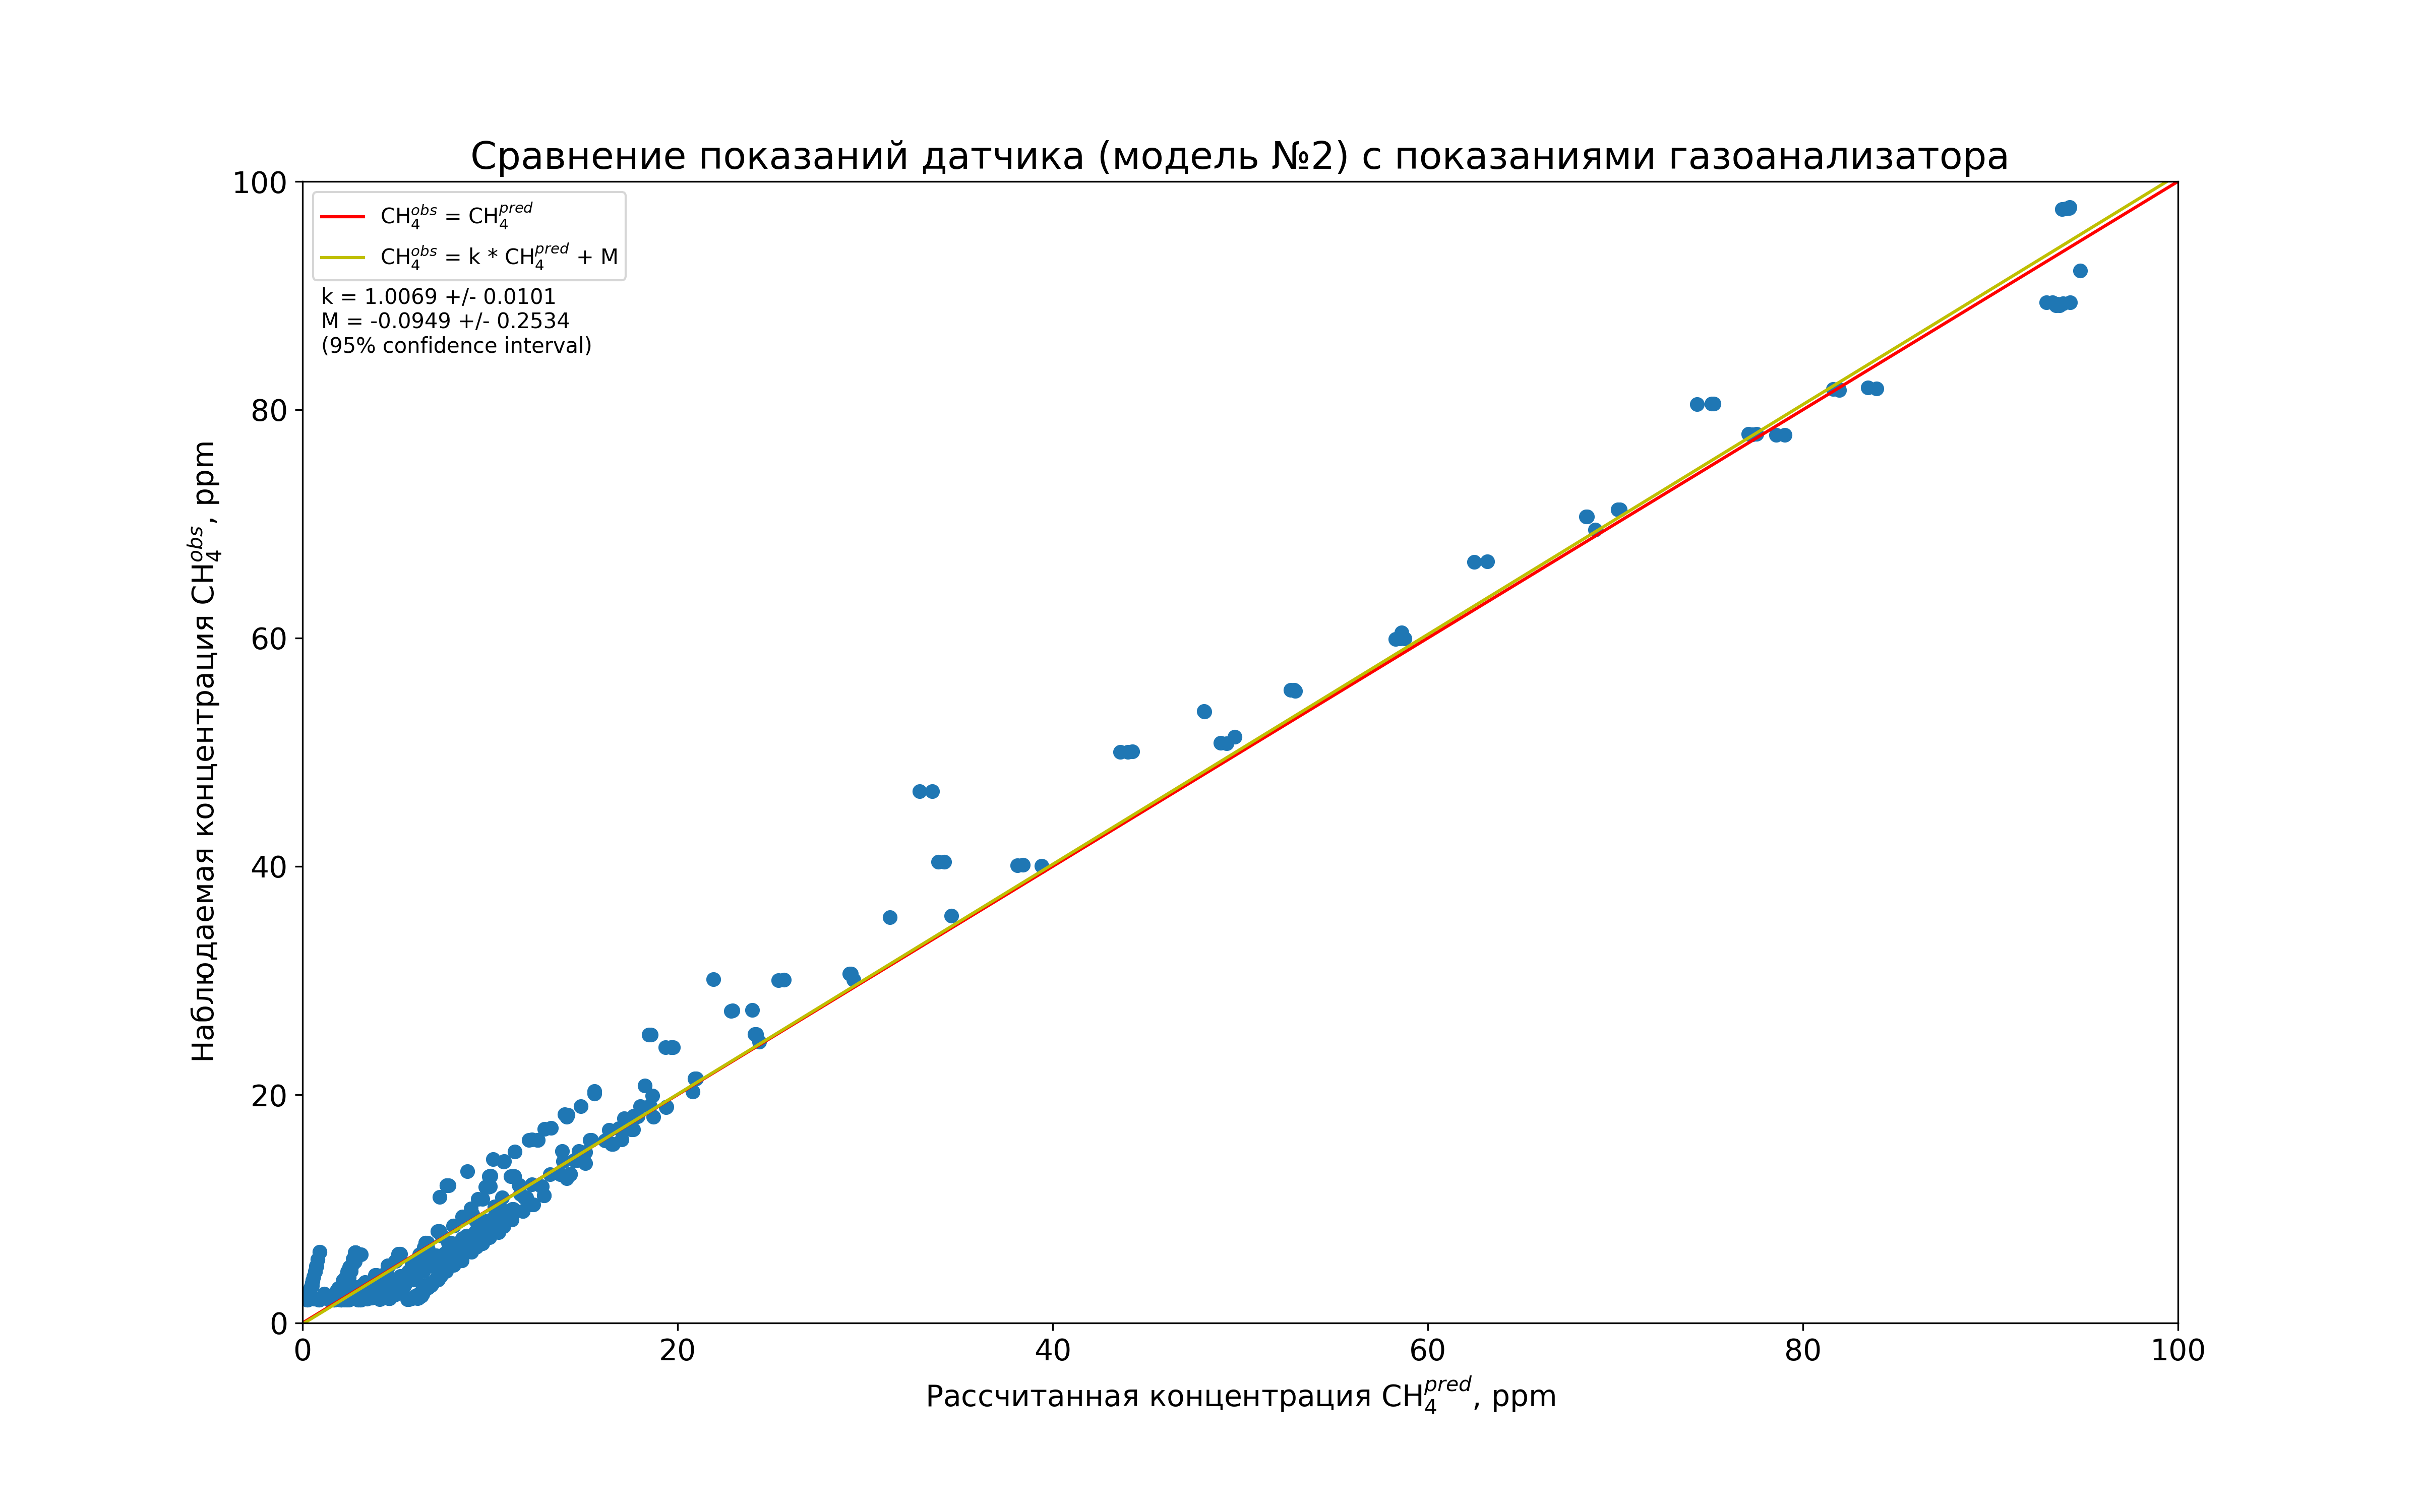 Сравнение показаний датчика (модель №2) с показаниями газоанализатора
CH₄ᵒᵇˢ = CH₄ᵖʳᵉᵈ
CH₄ᵒᵇˢ = k * CH₄ᵖʳᵉᵈ + M
k = 1.0069 +/- 0.0101
M = -0.0949 +/- 0.2534
(95% confidence interval)
100
80
60
40
20
0
Наблюдаемая концентрация CH₄ᵒᵇˢ, ppm
0 20 40 60 80 100
Рассчитанная концентрация CH₄ᵖʳᵉᵈ, ppm